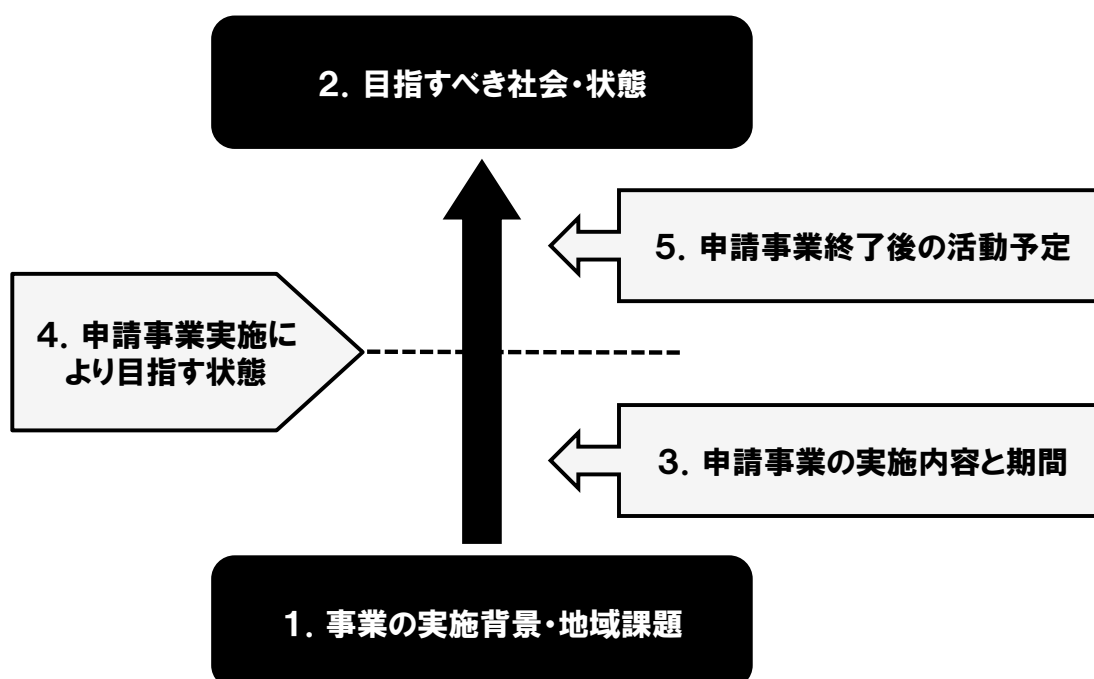 ２．目指すべき社会・状態
５．申請事業終了後の活動予定
４．申請事業実施に
より目指す状態
３．申請事業の実施内容と期間
１．事業の実施背景・地域課題